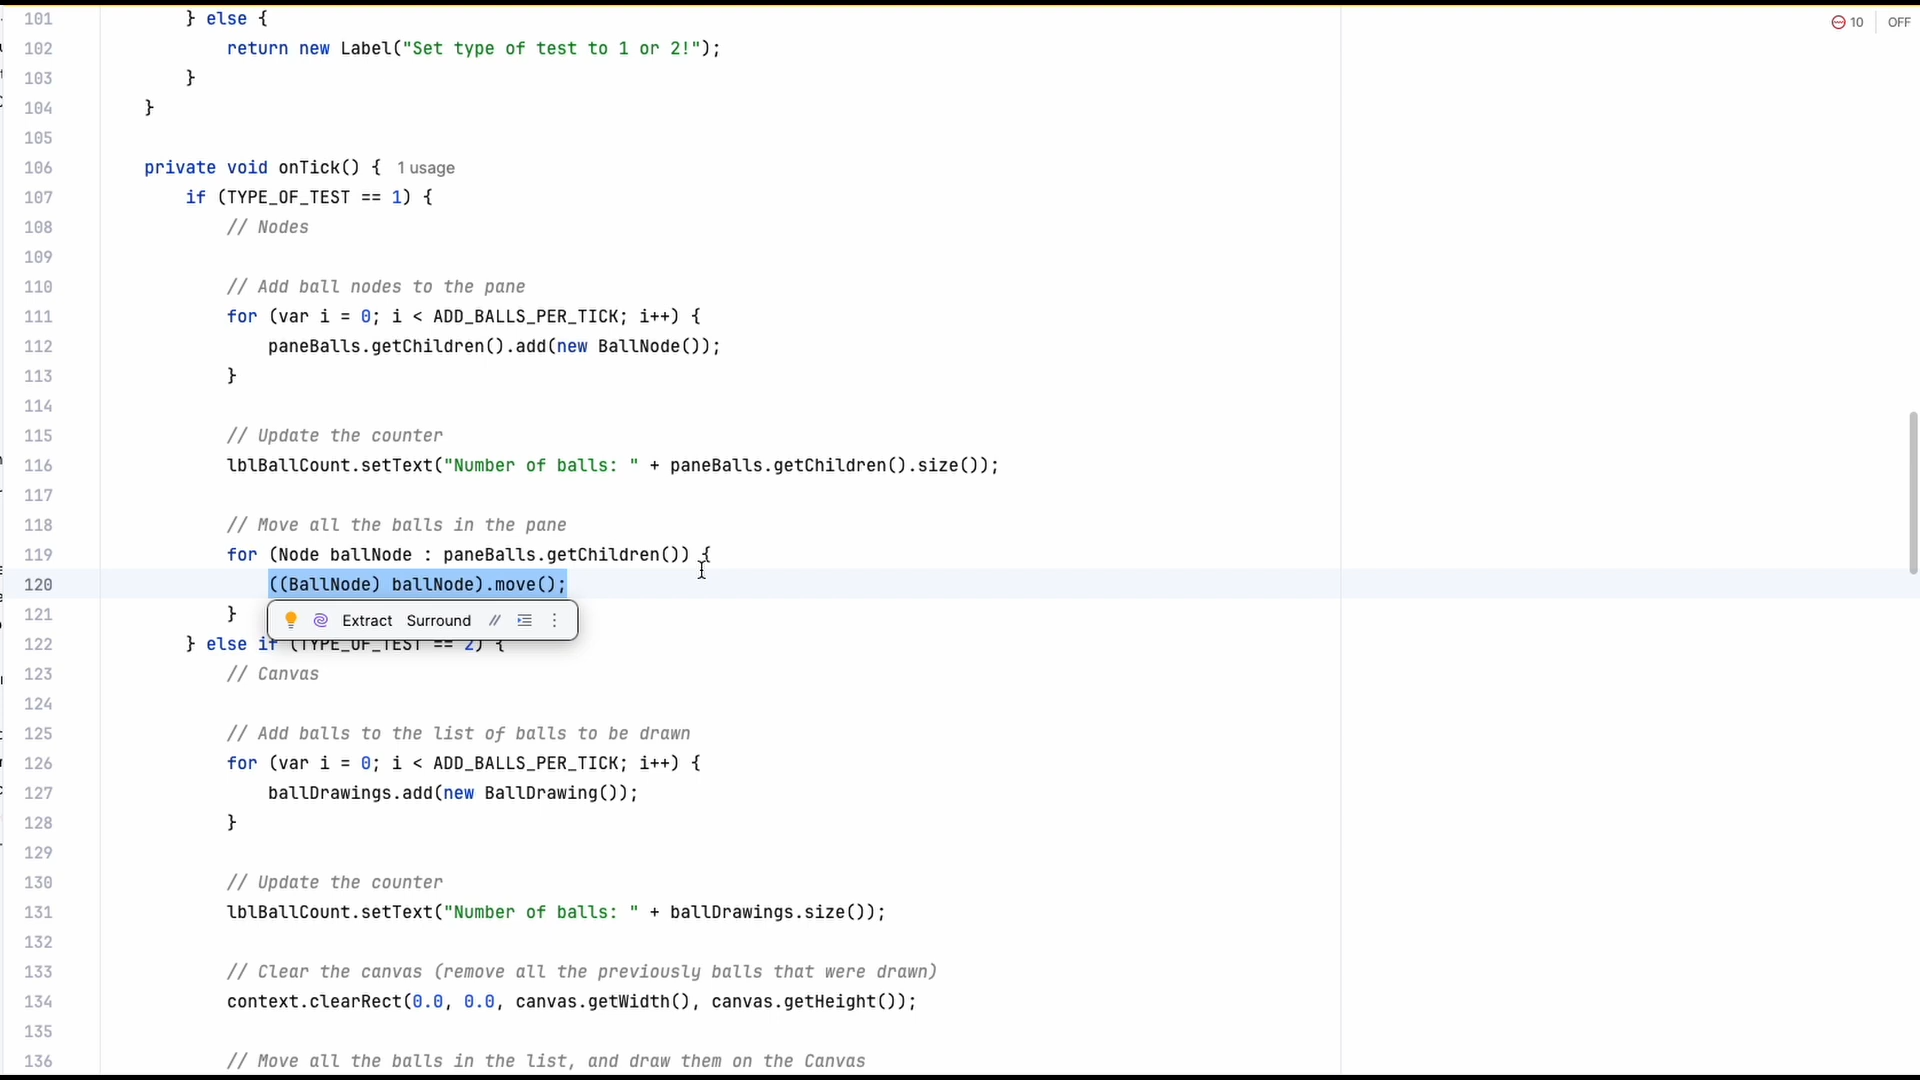 101 } else {
102 return new Label("Set type of test to 1 or 2!");
103 }
104 }
105
106 private void onTick() { 1 usage
107 if (TYPE_OF_TEST == 1) {
108 // Nodes
109
110 // Add ball nodes to the pane
111 for (var i = 0; i < ADD_BALLS_PER_TICK; i++) {
112 paneBalls.getChildren().add(new BallNode());
113 }
114
115 // Update the counter
116 lblBallCount.setText("Number of balls: " + paneBalls.getChildren().size());
117
118 // Move all the balls in the pane
119 for (Node ballNode : paneBalls.getChildren()) {
120 ((BallNode) ballNode).move();
121 }
Extract Surround //
122 } else if (TYPE_OF_TEST == 2) {
123 // Canvas
124
125 // Add balls to the list of balls to be drawn
126 for (var i = 0; i < ADD_BALLS_PER_TICK; i++) {
127 ballDrawings.add(new BallDrawing());
128 }
129
130 // Update the counter
131 lblBallCount.setText("Number of balls: " + ballDrawings.size());
132
133 // Clear the canvas (remove all the previously balls that were drawn)
134 context.clearRect(0.0, 0.0, canvas.getWidth(), canvas.getHeight());
135
136 // Move all the balls in the list, and draw them on the Canvas
10 OFF